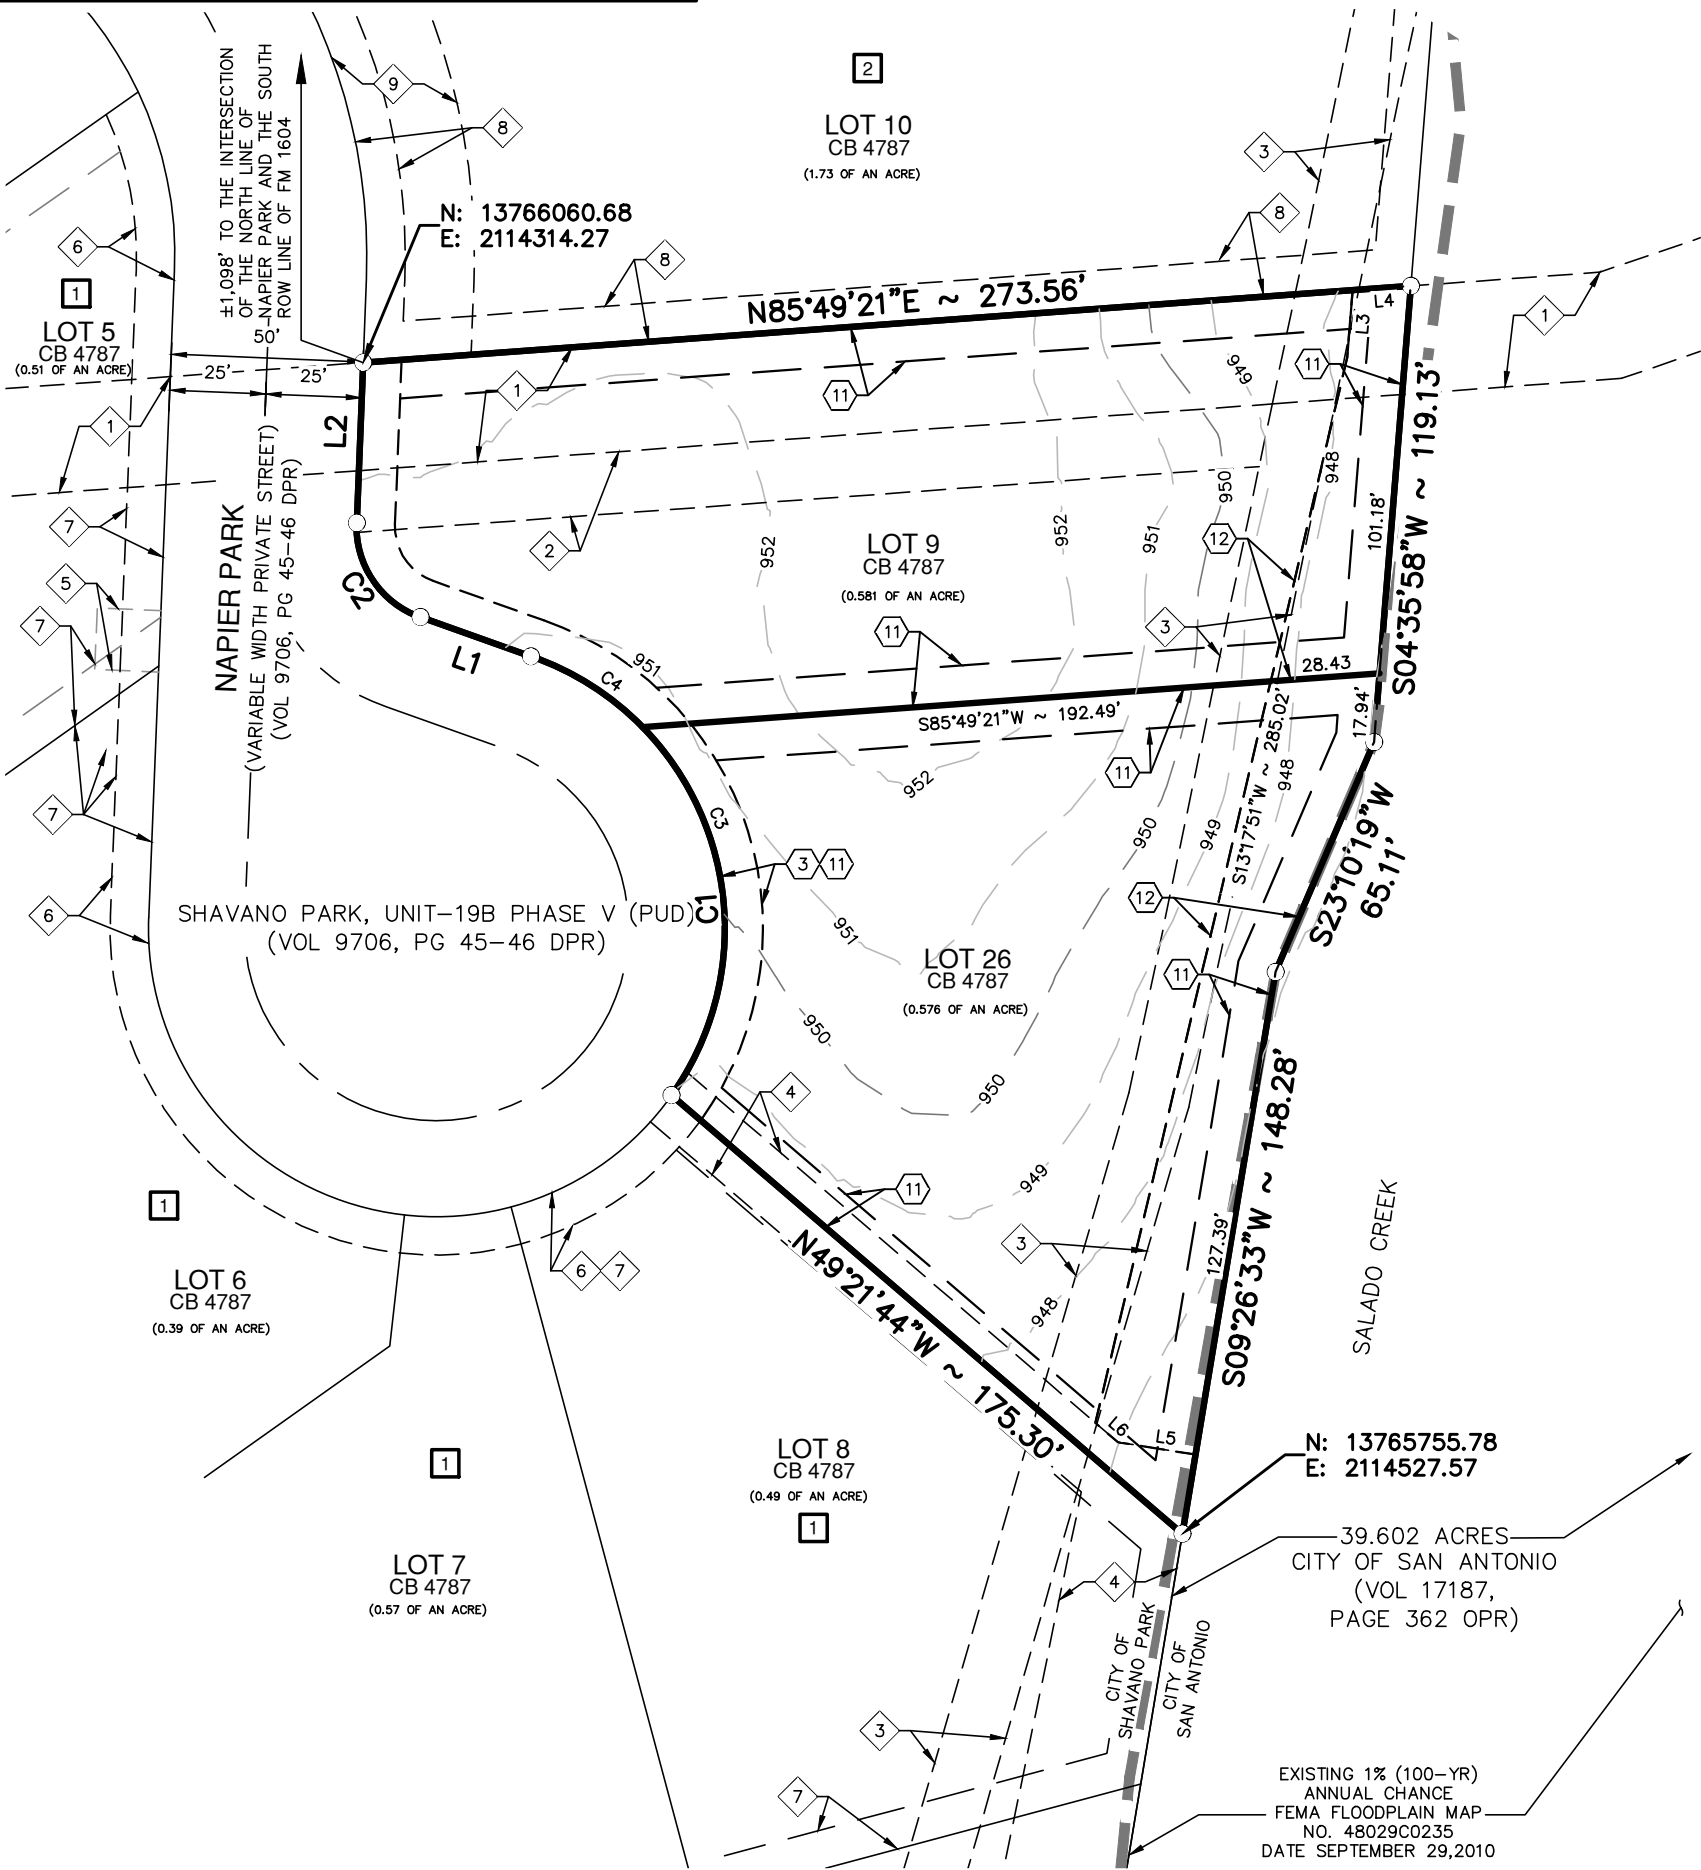 ±1,098' TO THE INTERSECTION
OF THE NORTH LINE OF
NAPIER PARK AND THE SOUTH
ROW LINE OF FM 1604
9
8
2
LOT 10
CB 4787
(1.73 OF AN ACRE)
3
8
N: 13766060.68
E: 2114314.27
8
6
1
LOT 5
CB 4787
(0.51 OF AN ACRE)
50'
25'
25'
N85°49'21"E ~ 273.56'
L4
L3
1
1
1
11
11
949
948
L2
S04°35'58"W ~ 119.13'
101.18'
NAPIER PARK
(VARIABLE WIDTH PRIVATE STREET)
(VOL 9706, PG 45-46 DPR)
7
5
7
7
6
2
952
952
951
950
12
LOT 9
CB 4787
(0.581 OF AN ACRE)
C2
L1
C4
951
11
3
28.43
S85°49'21"W ~ 192.49'
17.94'
11
952
C3
C1
3
11
950
949
948
S13°17'51"W ~ 285.02'
S23°10'19"W
65.11'
12
SHAVANO PARK, UNIT-19B PHASE V (PUD)
(VOL 9706, PG 45-46 DPR)
951
LOT 26
CB 4787
(0.576 OF AN ACRE)
11
950
950
4
S09°26'33"W ~ 148.28'
127.39'
949
11
3
948
SALADO CREEK
1
6
7
LOT 6
CB 4787
(0.39 OF AN ACRE)
N49°21'44"W ~ 175.30'
L6
L5
N: 13765755.78
E: 2114527.57
1
LOT 8
CB 4787
(0.49 OF AN ACRE)
1
LOT 7
CB 4787
(0.57 OF AN ACRE)
39.602 ACRES
CITY OF SAN ANTONIO
(VOL 17187,
PAGE 362 OPR)
4
CITY OF
SHAVANO PARK
CITY OF
SAN ANTONIO
3
7
EXISTING 1% (100-YR)
ANNUAL CHANCE
FEMA FLOODPLAIN MAP
NO. 48029C0235
DATE SEPTEMBER 29,2010